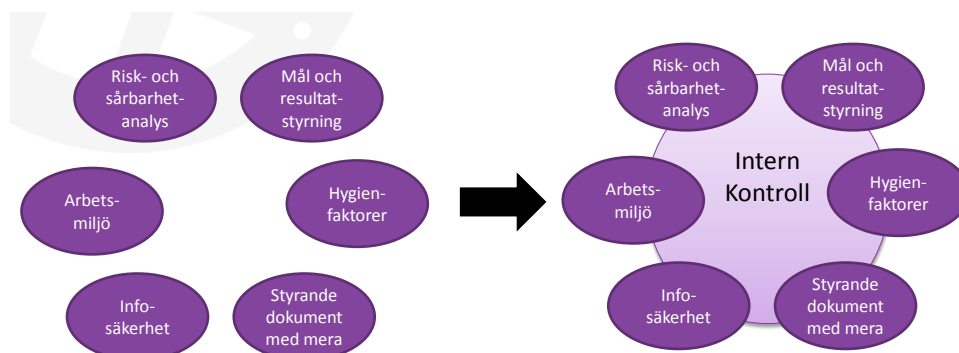 Risk- och
sårbarhet-
analys
Mål och
resultat-
styrning
Arbets-
miljö
Hygien-
faktorer
Info-
säkerhet
Styrande
dokument
med mera
Risk- och
sårbarhet-
analys
Mål och
resultat-
styrning
Intern
Kontroll
Arbets-
miljö
Hygien-
faktorer
Info-
säkerhet
Styrande
dokument
med mera